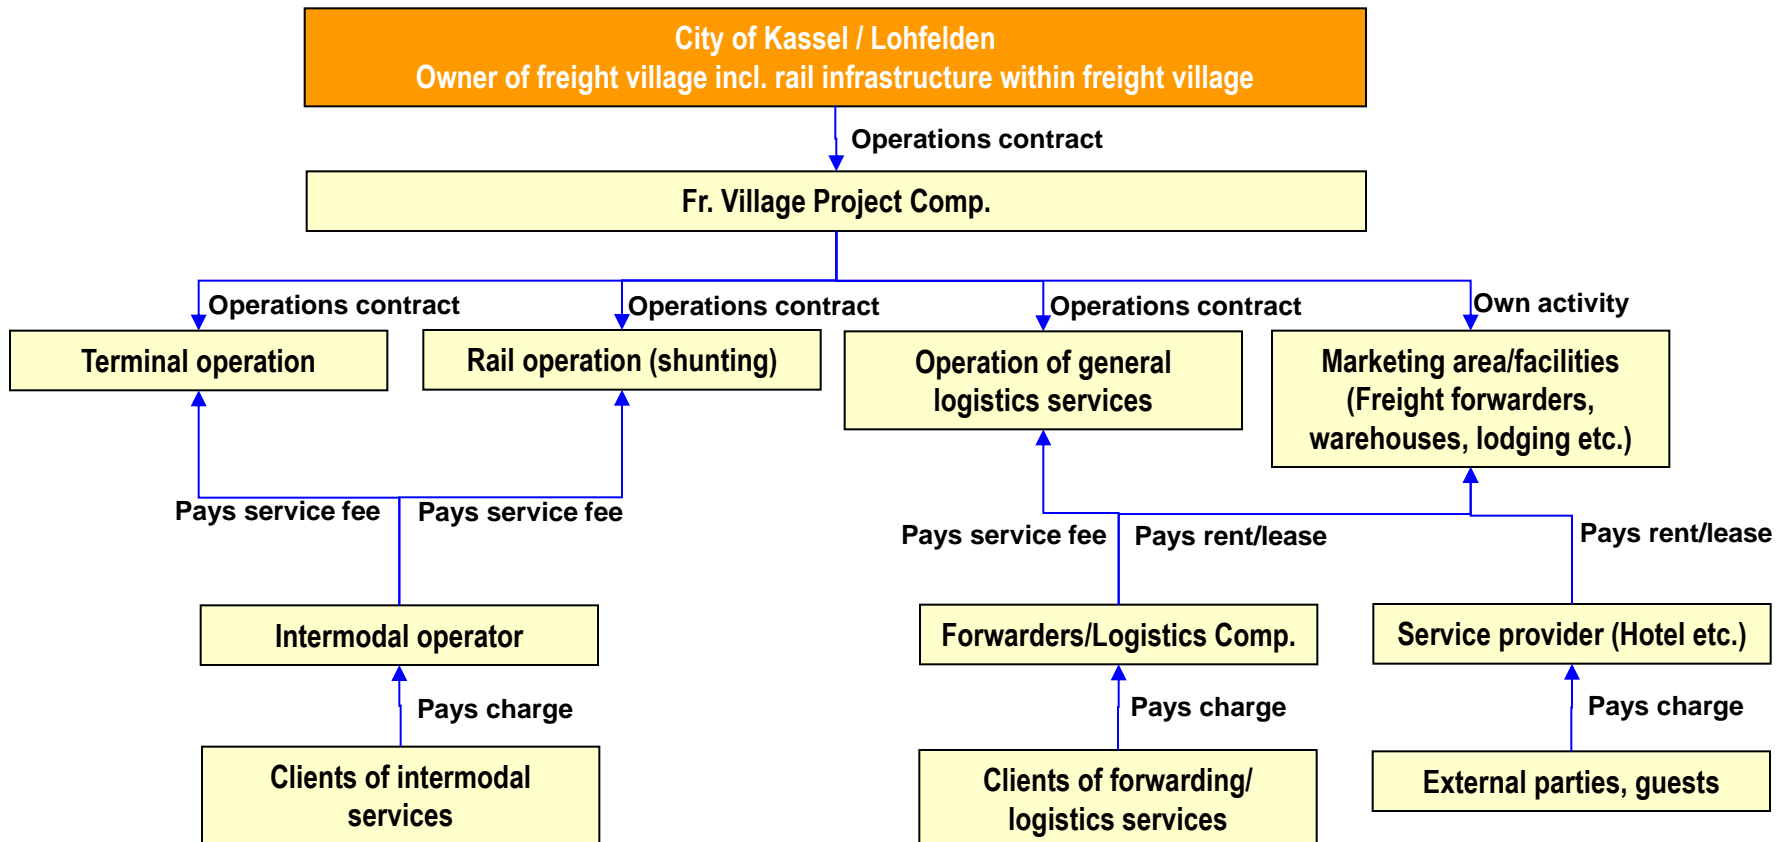 City of Kassel / Lohfelden
Owner of freight village incl. rail infrastructure within freight village
Operations contract
Fr. Village Project Comp.
Operations contract
Operations contract
Operations contract
Own activity
Terminal operation
Rail operation (shunting)
Operation of general
logistics services
Marketing area/facilities
(Freight forwarders,
warehouses, lodging etc.)
Pays service fee
Pays service fee
Pays service fee
Pays rent/lease
Pays rent/lease
Intermodal operator
Forwarders/Logistics Comp.
Service provider (Hotel etc.)
Pays charge
Pays charge
Pays charge
Clients of intermodal
services
Clients of forwarding/
logistics services
External parties, guests